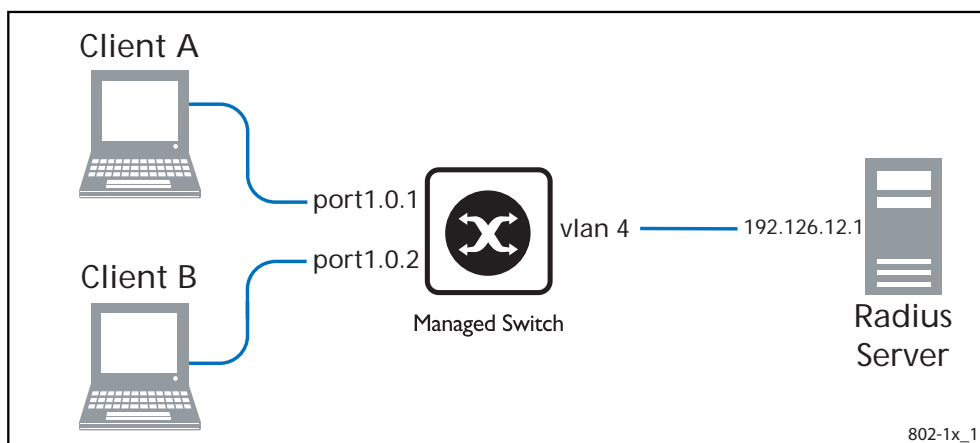 Client A
port1.0.1
vlan 4
192.126.12.1
port1.0.2
Client B
Managed Switch
Radius
Server
802-1x_1